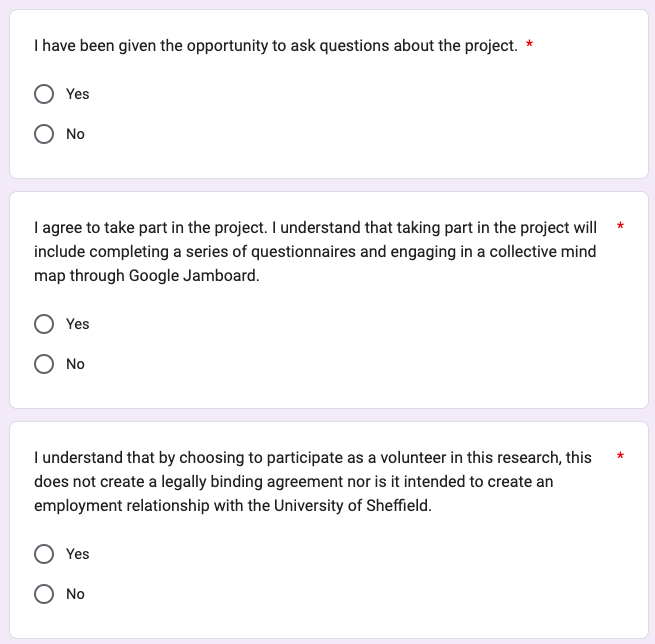 I have been given the opportunity to ask questions about the project. *
Yes
No
I agree to take part in the project. I understand that taking part in the project will *
include completing a series of questionnaires and engaging in a collective mind
map through Google Jamboard.
Yes
No
I understand that by choosing to participate as a volunteer in this research, this *
does not create a legally binding agreement nor is it intended to create an
employment relationship with the University of Sheffield.
Yes
No